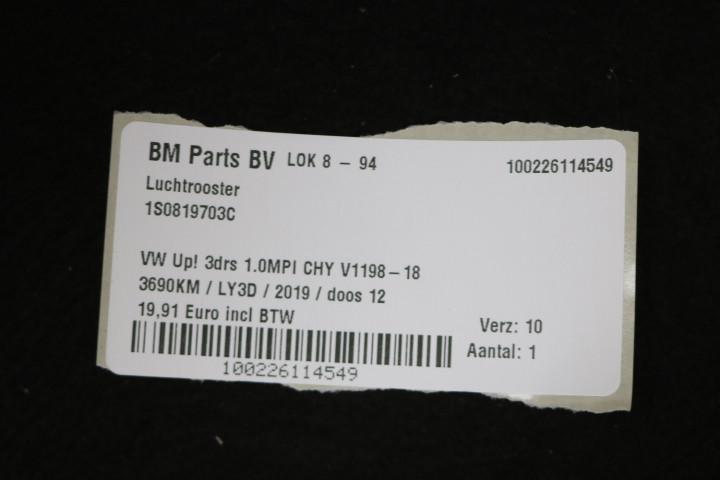 BM Parts BV LOK 8 - 94 100226114549
Luchtrooster
1S0819703C
VW Up! 3drs 1.0MPI CHY V1198-18
3690KM / LY3D / 2019 / doos 12
19,91 Euro incl BTW
Verz: 10
Aantal: 1
100226114549